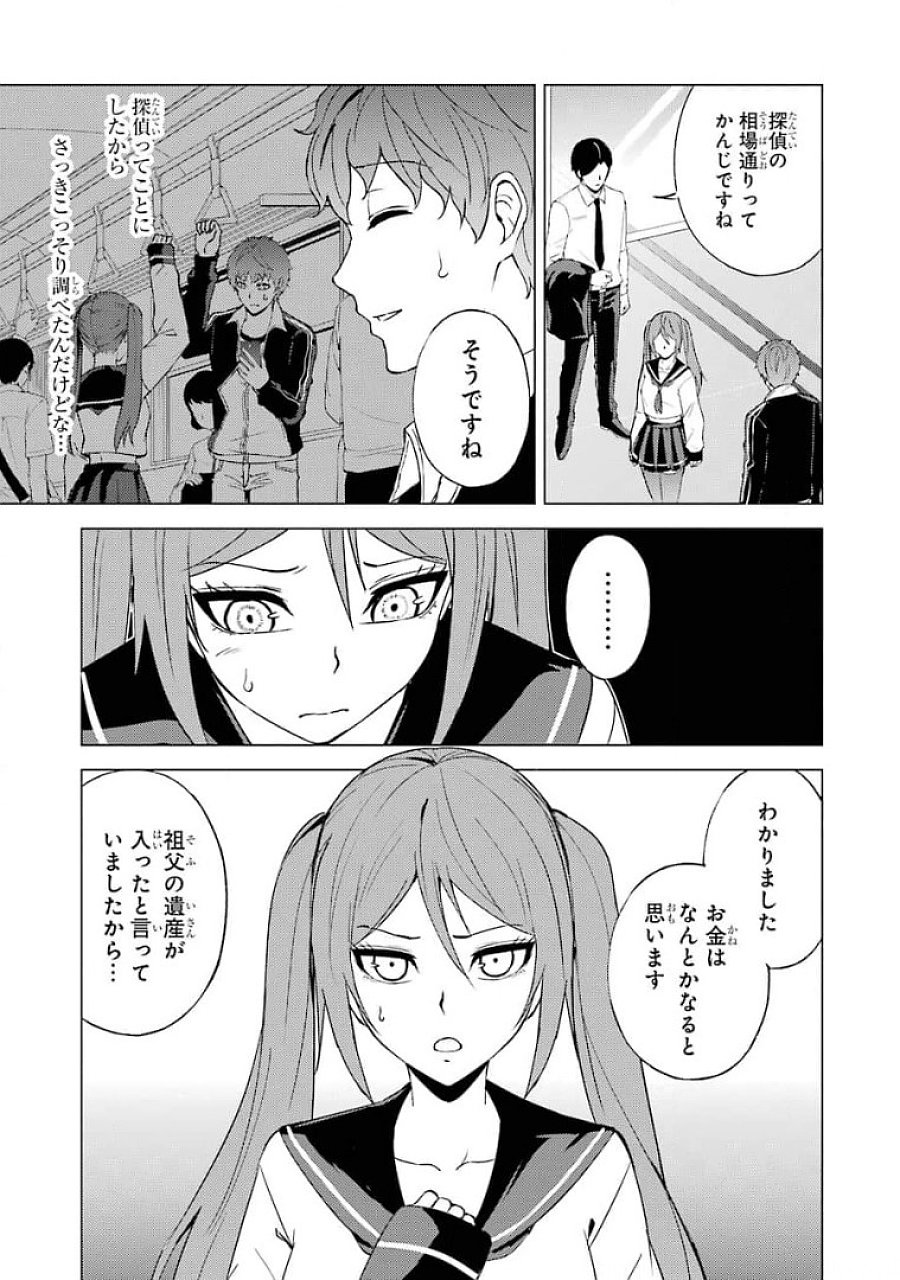 探偵の
相場通りって
かんじですね
そうですね
探偵ってことに
したから
さっきこっそり調べたんだけどな…
………
わかりました
お金は
なんとかなると
思います
祖父の遺産が
入ったと言って
いましたから…